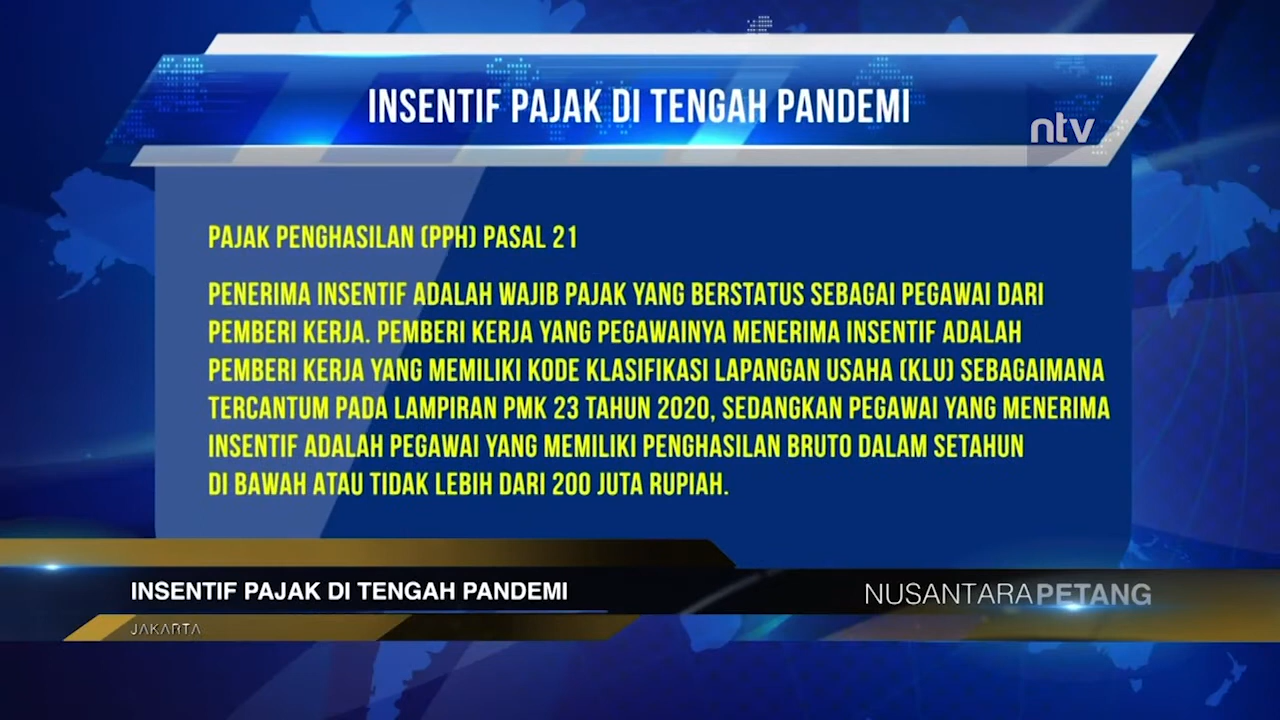 INSENTIF PAJAK DI TENGAH PANDEMI
ntv
PAJAK PENGHASILAN (PPH) PASAL 21
PENERIMA INSENTIF ADALAH WAJIB PAJAK YANG BERSTATUS SEBAGAI PEGAWAI DARI
PEMBERI KERJA. PEMBERI KERJA YANG PEGAWAINYA MENERIMA INSENTIF ADALAH
PEMBERI KERJA YANG MEMILIKI KODE KLASIFIKASI LAPANGAN USAHA (KLU) SEBAGAIMANA
TERCANTUM PADA LAMPIRAN PMK 23 TAHUN 2020, SEDANGKAN PEGAWAI YANG MENERIMA
INSENTIF ADALAH PEGAWAI YANG MEMILIKI PENGHASILAN BRUTO DALAM SETAHUN
DI BAWAH ATAU TIDAK LEBIH DARI 200 JUTA RUPIAH.
INSENTIF PAJAK DI TENGAH PANDEMI
NUSANTARAPETANG
JAKARTA